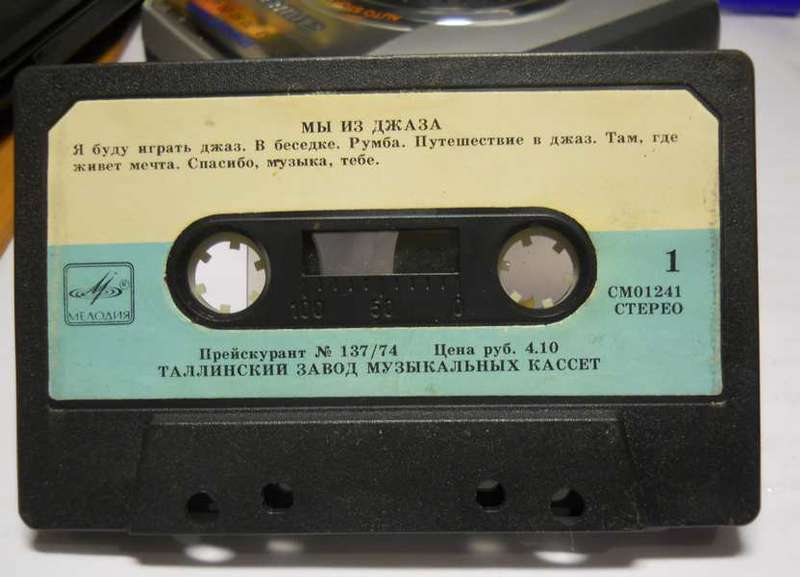 МЫ ИЗ ДЖАЗА
Я буду играть джаз. В беседке. Румба. Путешествие в джаз. Там, где
живет мечта. Спасибо, музыка, тебе.
1
МЕЛОДИЯ
®
СМ01241
СТЕРЕО
100 50 0
Прейскурант № 137/74 Цена руб. 4.10
ТАЛЛИНСКИЙ ЗАВОД МУЗЫКАЛЬНЫХ КАССЕТ